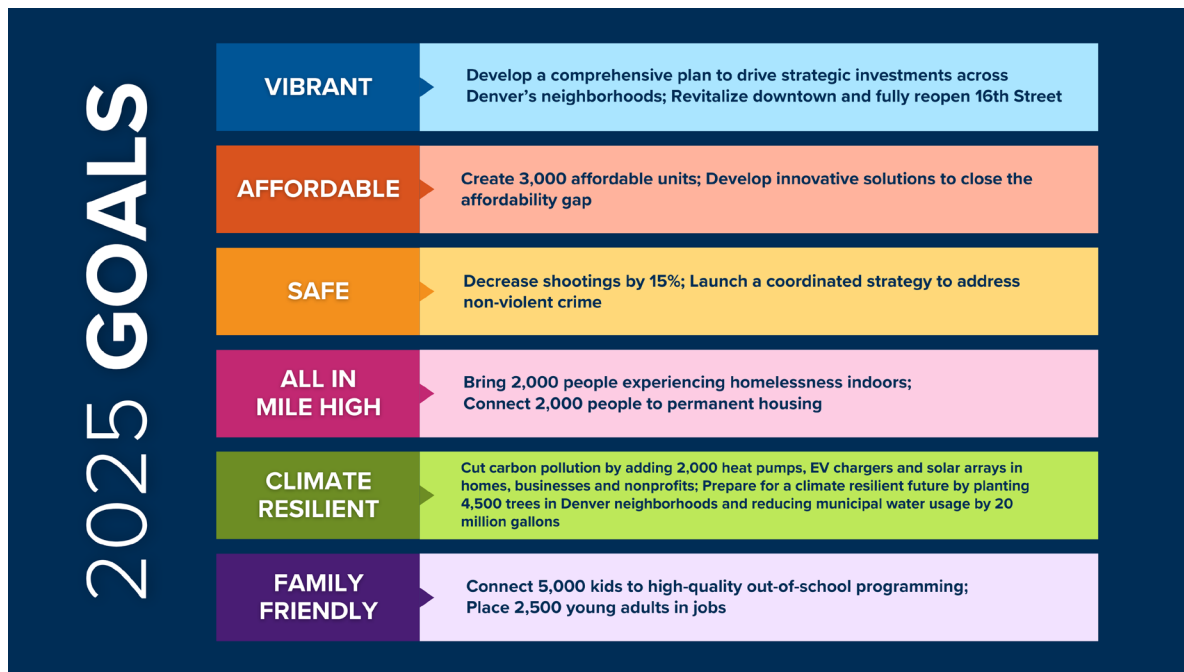 2025 GOALS
VIBRANT
Develop a comprehensive plan to drive strategic investments across
Denver’s neighborhoods; Revitalize downtown and fully reopen 16th Street
AFFORDABLE
Create 3,000 affordable units; Develop innovative solutions to close the
affordability gap
SAFE
Decrease shootings by 15%; Launch a coordinated strategy to address
non-violent crime
ALL IN
MILE HIGH
Bring 2,000 people experiencing homelessness indoors;
Connect 2,000 people to permanent housing
CLIMATE
RESILIENT
Cut carbon pollution by adding 2,000 heat pumps, EV chargers and solar arrays in
homes, businesses and nonprofits; Prepare for a climate resilient future by planting
4,500 trees in Denver neighborhoods and reducing municipal water usage by 20
million gallons
FAMILY
FRIENDLY
Connect 5,000 kids to high-quality out-of-school programming;
Place 2,500 young adults in jobs